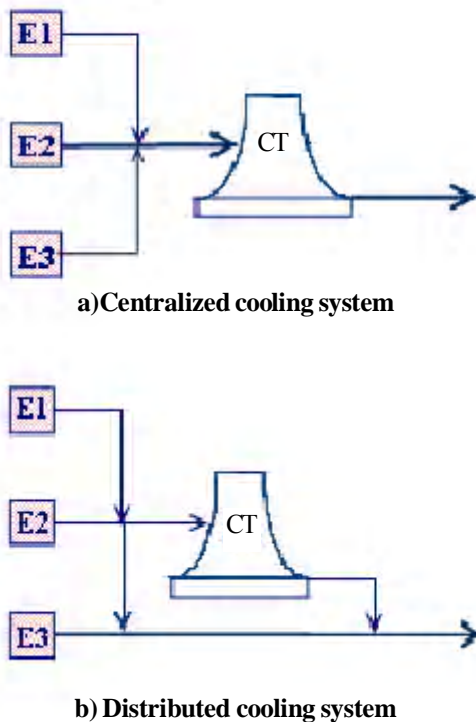 E1
E2
CT
E3
a)Centralized cooling system
E1
E2
CT
E3
b) Distributed cooling system